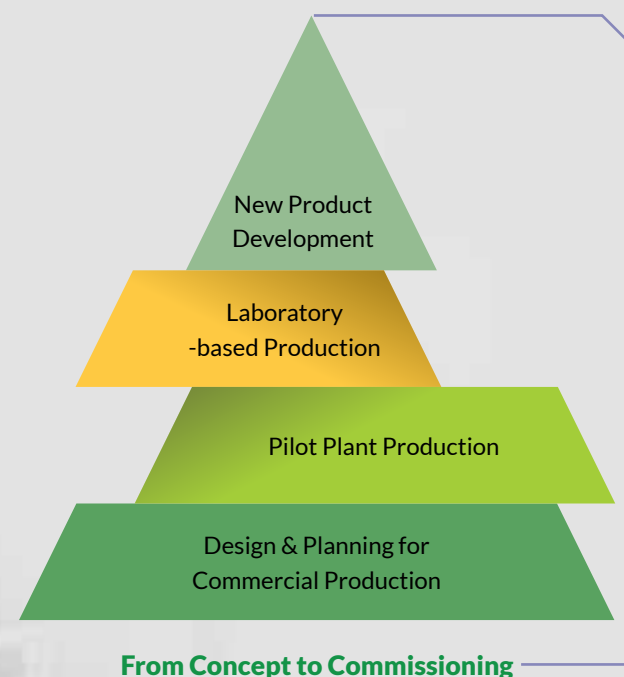 New Product
Development
Laboratory
-based Production
Pilot Plant Production
Design & Planning for
Commercial Production
From Concept to Commissioning